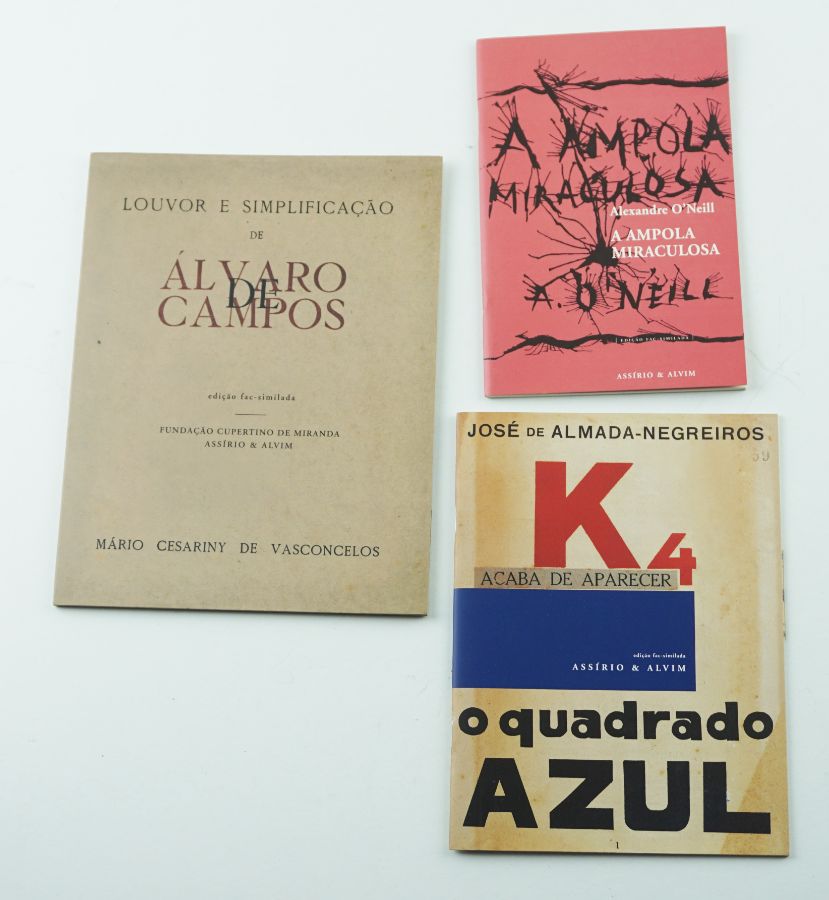 LOUVOR E SIMPLIFICAÇÃO
DE
ÁLVARO
DE
CAMPOS
edição fac-similada
FUNDAÇÃO CUPERTINO DE MIRANDA
ASSÍRIO & ALVIM
MÁRIO CESARINY DE VASCONCELOS
A AMPOLA
MIRACULOSA
Alexandre O'Neill
A AMPOLA
MIRACULOSA
A. O'NEILL
[ EDIÇÃO FAC-SIMILADA ]
ASSÍRIO & ALVIM
JOSÉ DE ALMADA-NEGREIROS
59
K4
ACABA DE APARECER
edição fac-similada
ASSÍRIO & ALVIM
o quadrado
AZUL
1